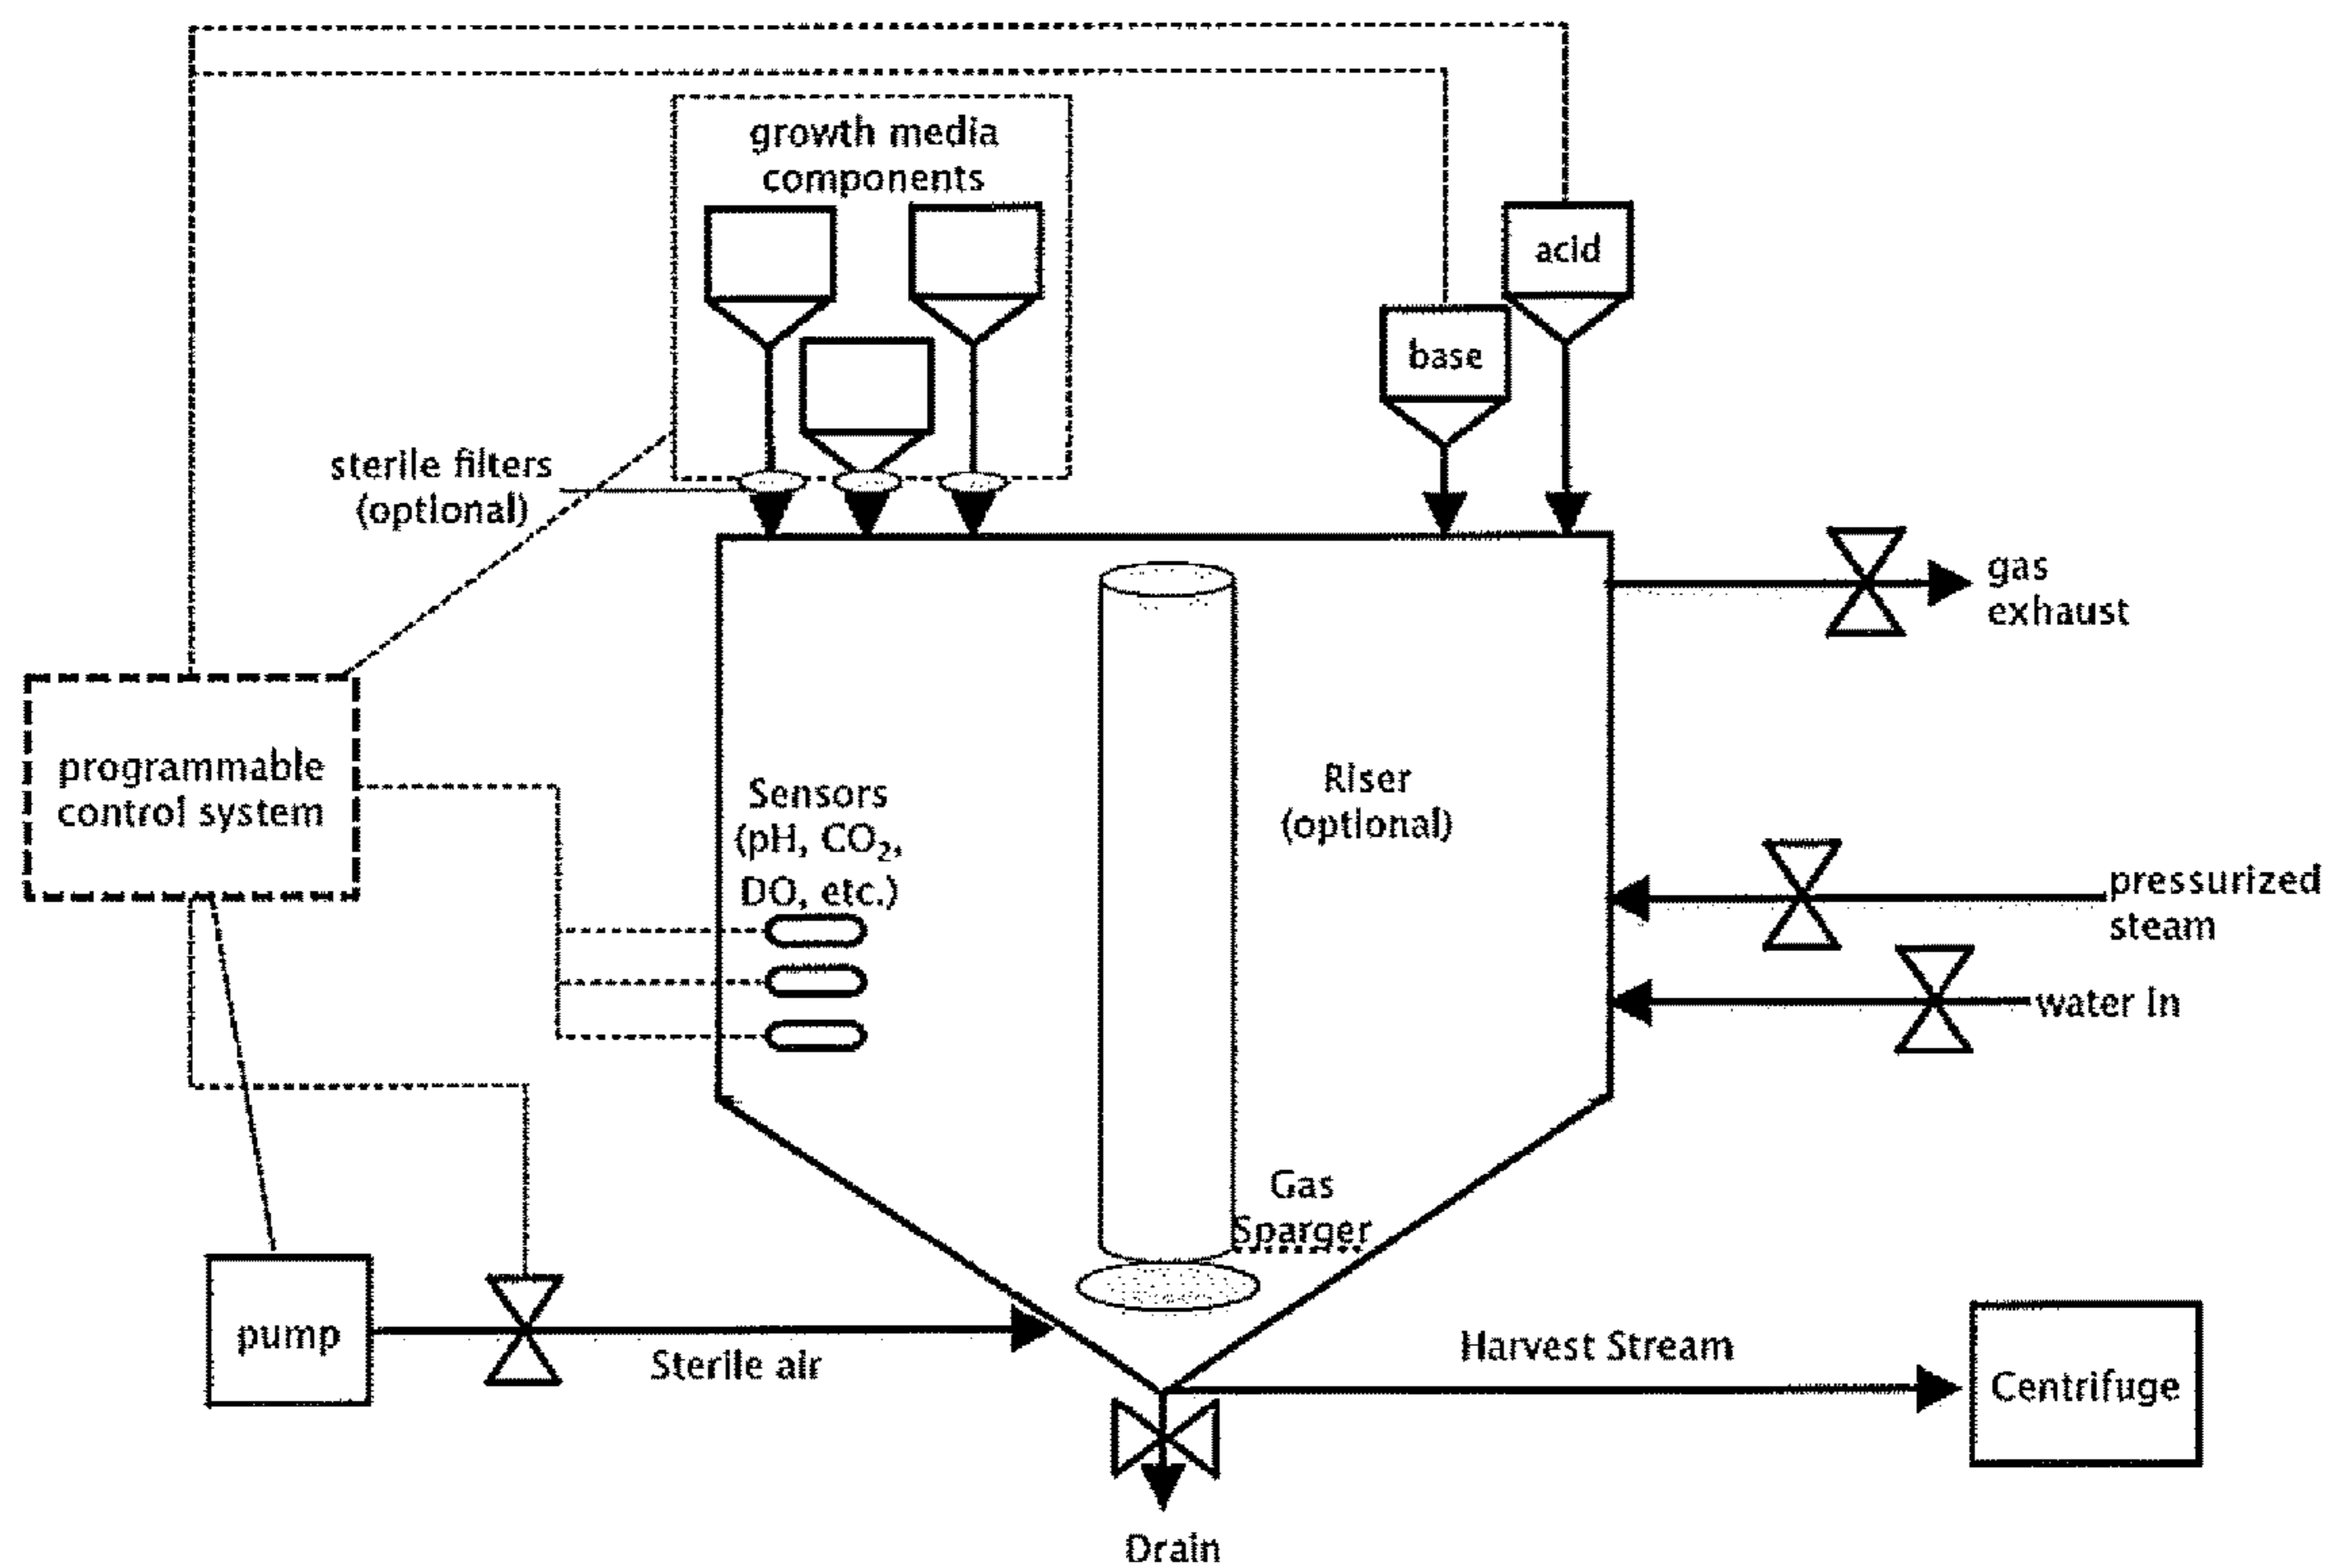 growth media
components
acid
base
sterile filters
(optional)
gas
exhaust
programmable
control system
Sensors
(pH, CO₂,
DO, etc.)
Riser
(optional)
pressurized
steam
water in
Gas
Sparger
pump
Sterile air
Harvest Stream
Centrifuge
Drain